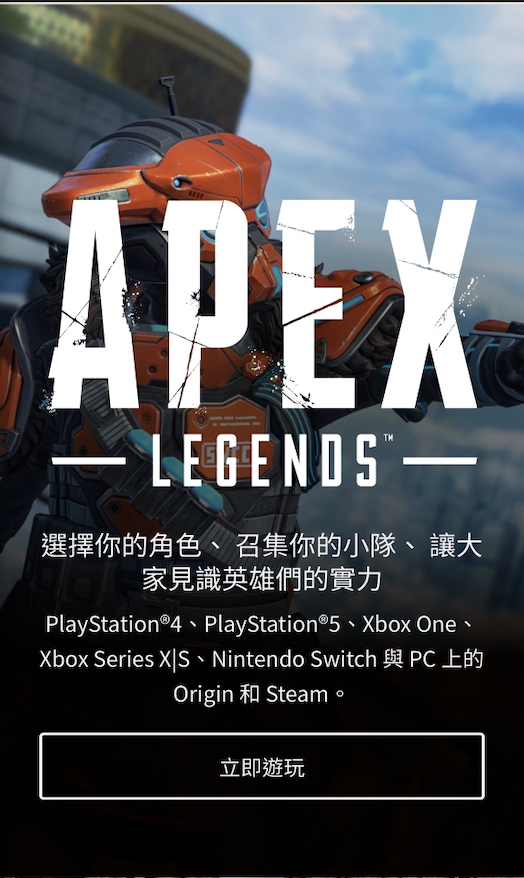 APEX
LEGENDS™
選擇你的角色、 召集你的小隊、 讓大
家見識英雄們的實力
PlayStation®4、PlayStation®5、Xbox One、
Xbox Series X|S、Nintendo Switch 與 PC 上的
Origin 和 Steam。
立即遊玩